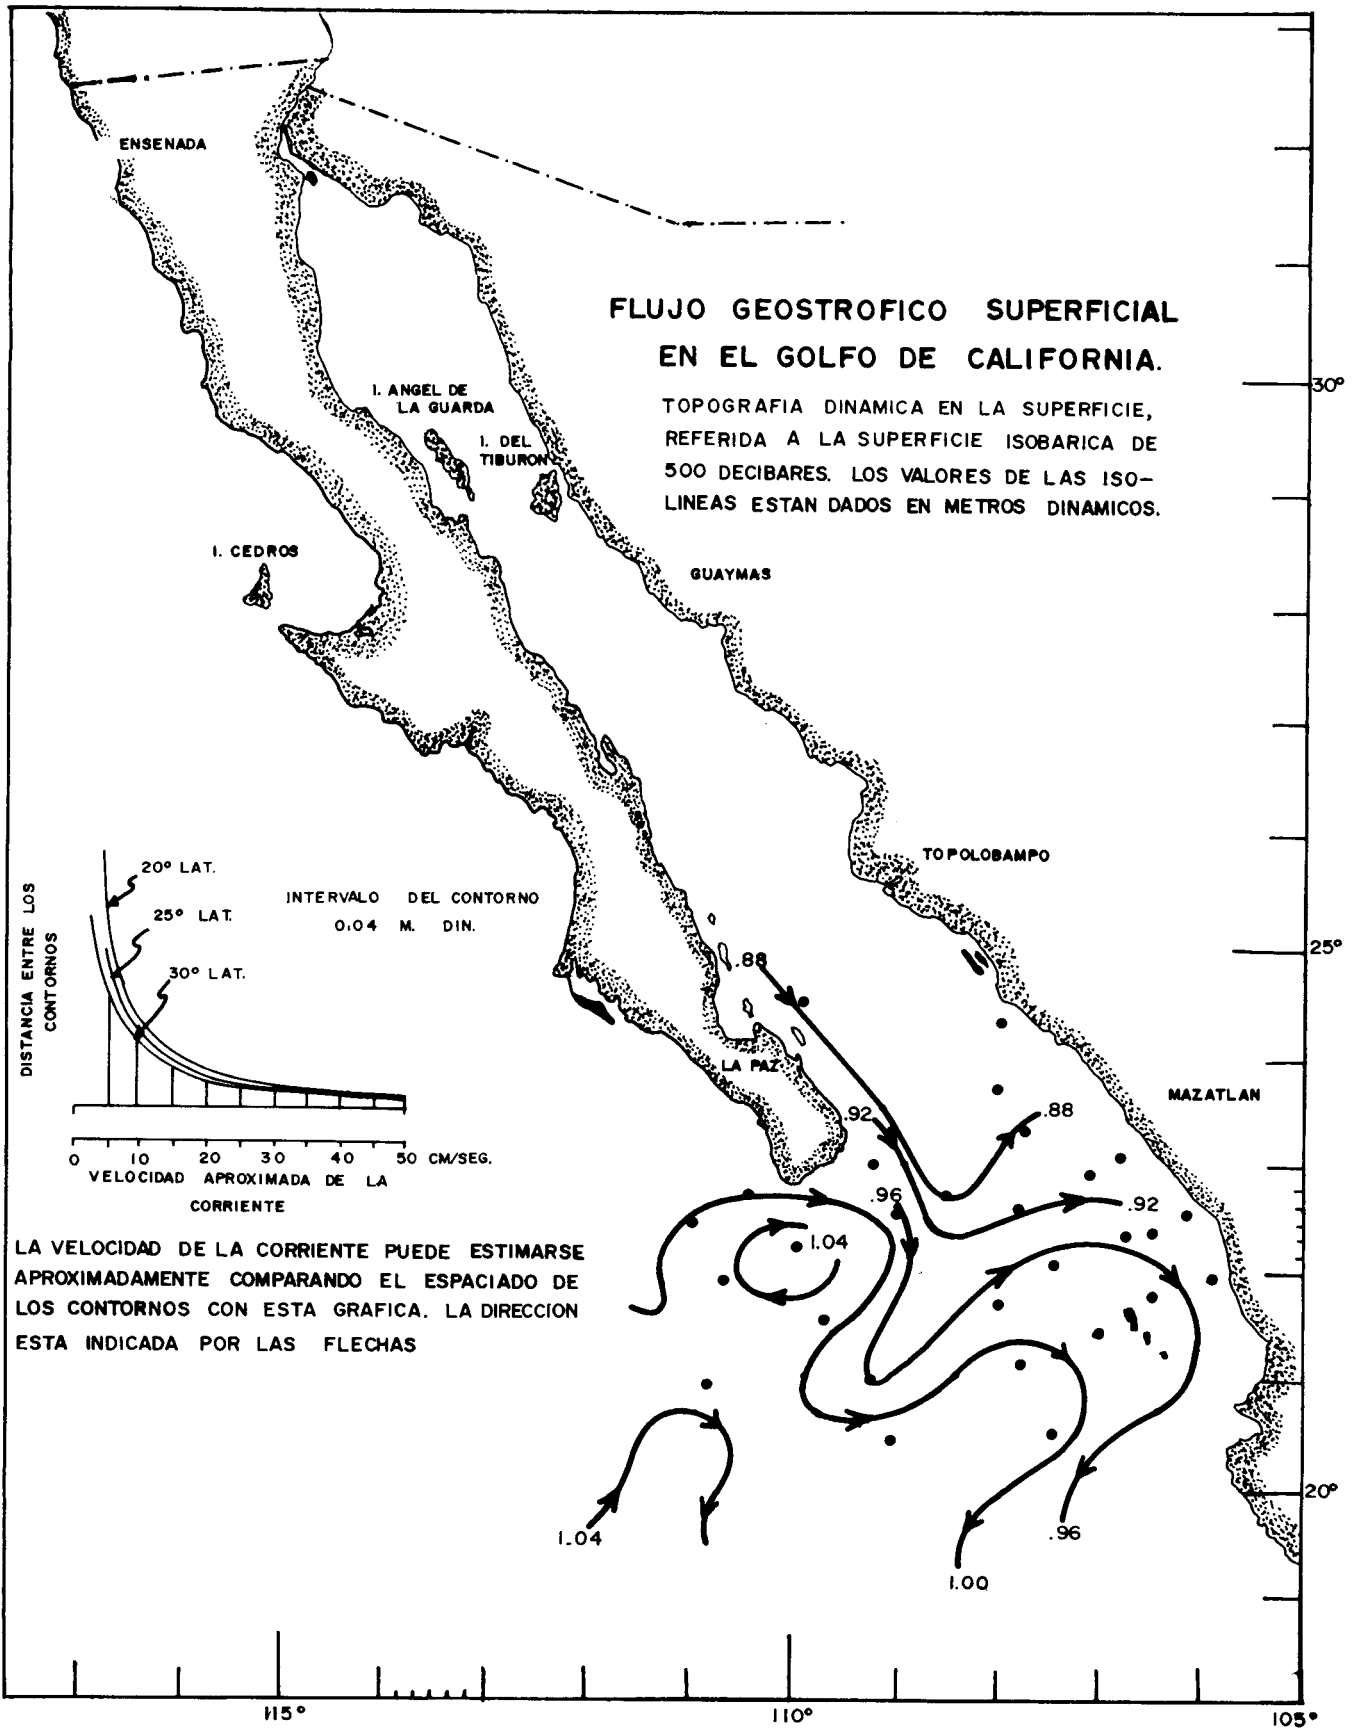 ENSENADA
FLUJO GEOSTROFICO SUPERFICIAL
EN EL GOLFO DE CALIFORNIA.
30°
TOPOGRAFIA DINAMICA EN LA SUPERFICIE,
REFERIDA A LA SUPERFICIE ISOBARICA DE
500 DECIBARES. LOS VALORES DE LAS ISO-
LINEAS ESTAN DADOS EN METROS DINAMICOS.
I. ANGEL DE
LA GUARDA
I. DEL
TIBURON
I. CEDROS
GUAYMAS
TOPOLOBAMPO
25°
INTERVALO DEL CONTORNO
0.04 M. DIN.
20° LAT.
25° LAT.
30° LAT.
DISTANCIA ENTRE LOS
CONTORNOS
0 10 20 30 40 50 CM/SEG.
VELOCIDAD APROXIMADA DE LA
CORRIENTE
LA VELOCIDAD DE LA CORRIENTE PUEDE ESTIMARSE
APROXIMADAMENTE COMPARANDO EL ESPACIADO DE
LOS CONTORNOS CON ESTA GRAFICA. LA DIRECCION
ESTA INDICADA POR LAS FLECHAS
.88
LA PAZ
MAZATLAN
.92
.88
.96
.92
1.04
20°
1.04
.96
1.00
115°
110°
105°